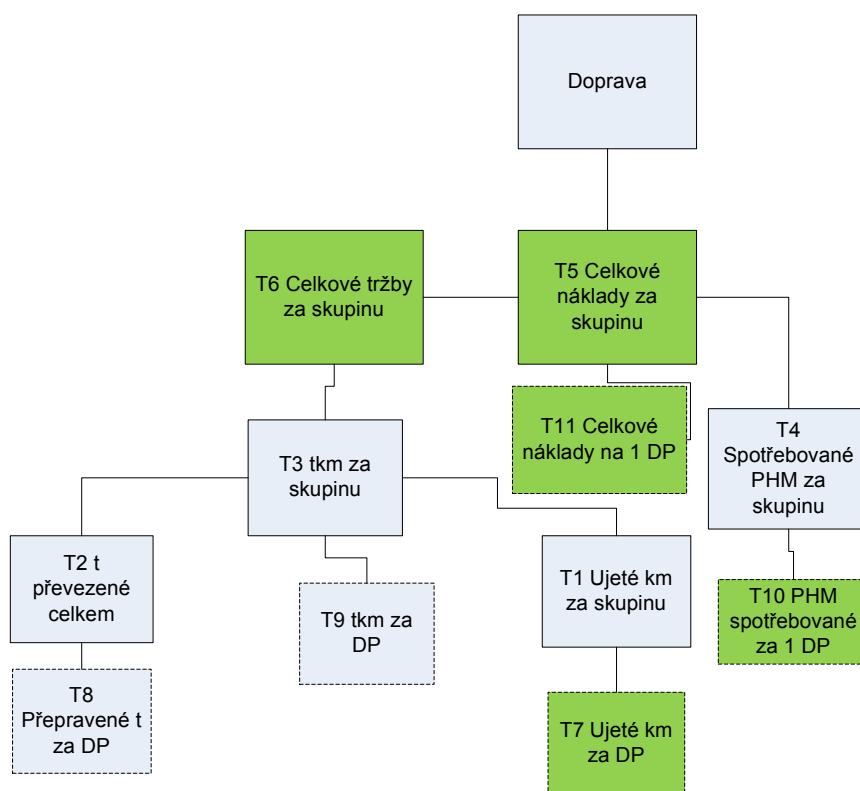 Doprava
T6 Celkové tržby
za skupinu
T5 Celkové
náklady za
skupinu
T11 Celkové
náklady na 1 DP
T4
Spotřebované
PHM za
skupinu
T3 tkm za
skupinu
T2 t
převezené
celkem
T1 Ujeté km
za skupinu
T10 PHM
spotřebované
za 1 DP
T9 tkm za
DP
T8
Přepravené t
za DP
T7 Ujeté km
za DP